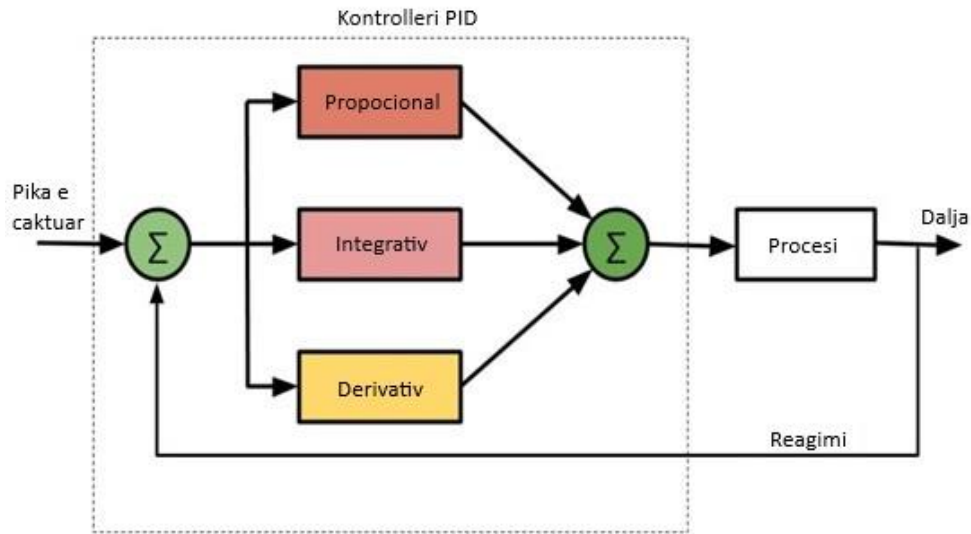 Kontrolleri PID
Propocional
Pika e
caktuar
Σ
Integrativ
Σ
Procesi
Dalja
Derivativ
Reagimi